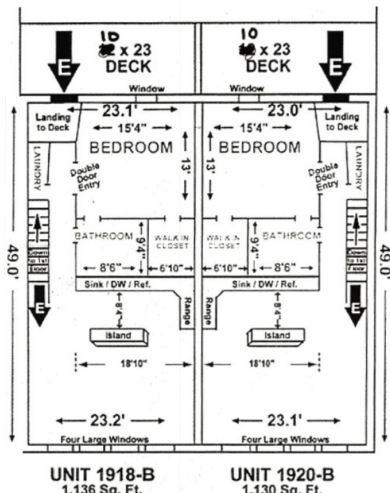 10 x 23
DECK
10 x 23
DECK
E
E
Window
Window
Landing
to Deck
23.1'
23.0'
Landing
to Deck
15'4"
15'4"
BEDROOM
BEDROOM
LAUNDRY
13'
13'
LAUNDRY
Double
Door
Entry
Double
Door
Entry
49.0'
49.0'
BATHROOM
9'4"
WALK IN
CLOSET
WALK IN
CLOSET
9'4"
BATHROOM
Down
To 1st
Floor
Down
To 1st
Floor
8'6"
6'10"
6'10"
8'6"
E
E
Sink / DW / Ref.
Sink / DW / Ref.
8'4"
Range
Range
8'4"
Island
Island
18'10"
18'10"
23.2'
23.1'
Four Large Windows
Four Large Windows
UNIT 1918-B
1,136 Sq. Ft.
UNIT 1920-B
1,130 Sq. Ft.